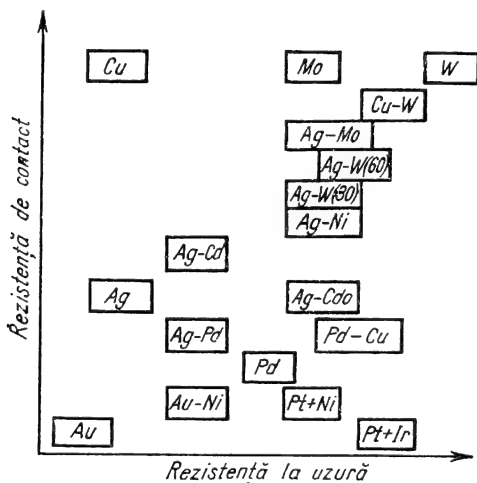 Rezistență de contact
Cu
Mo
W
Cu-W
Ag-Mo
Ag-W(60)
Ag-W(30)
Ag-Ni
Ag-Cd
Ag
Ag-Cdo
Ag-Pd
Pd-Cu
Pd
Au-Ni
Pt+Ni
Au
Pt+Ir
Rezistență la uzură